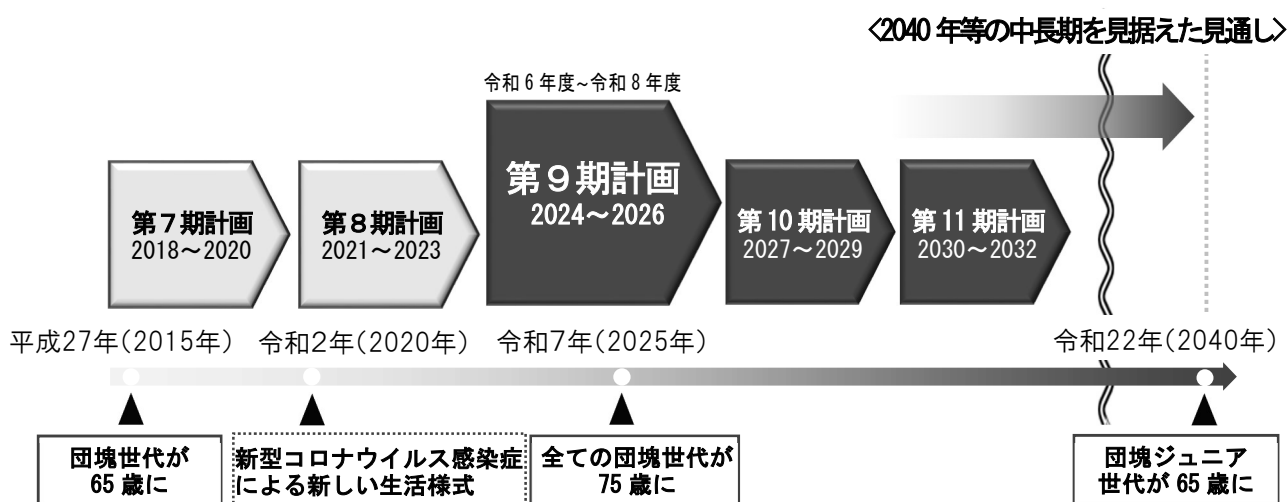 〈2040年等の中長期を見据えた見通し〉
令和6年度~令和8年度
第7期計画
2018～2020
第8期計画
2021～2023
第9期計画
2024～2026
第10期計画
2027～2029
第11期計画
2030～2032
平成27年(2015年)
令和2年(2020年)
令和7年(2025年)
令和22年(2040年)
団塊世代が
65歳に
新型コロナウイルス感染症
による新しい生活様式
全ての団塊世代が
75歳に
団塊ジュニア
世代が65歳に